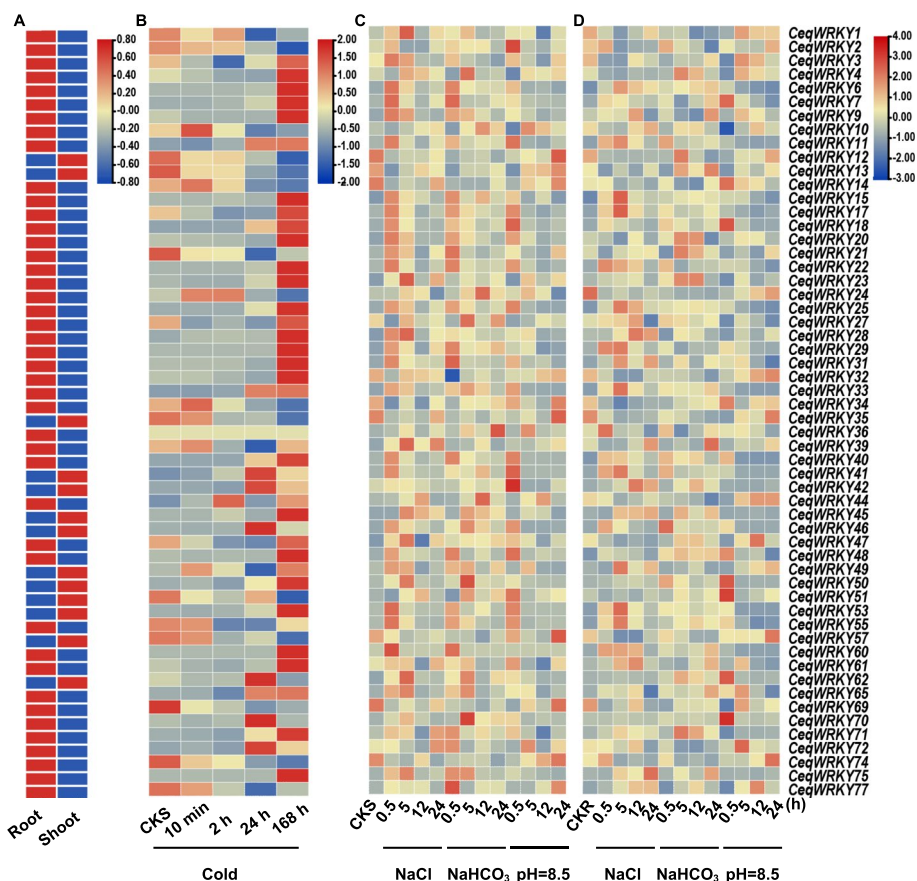 A
B
C
D
0.80
0.60
0.40
0.20
0.00
-0.20
-0.40
-0.60
-0.80
2.00
1.50
1.00
0.50
0.00
-0.50
-1.00
-1.50
-2.00
4.00
3.00
2.00
1.00
0.00
-1.00
-2.00
-3.00
CeqWRKY1
CeqWRKY2
CeqWRKY3
CeqWRKY4
CeqWRKY6
CeqWRKY7
CeqWRKY9
CeqWRKY10
CeqWRKY11
CeqWRKY12
CeqWRKY13
CeqWRKY14
CeqWRKY15
CeqWRKY17
CeqWRKY18
CeqWRKY20
CeqWRKY21
CeqWRKY22
CeqWRKY23
CeqWRKY24
CeqWRKY25
CeqWRKY27
CeqWRKY28
CeqWRKY29
CeqWRKY31
CeqWRKY32
CeqWRKY33
CeqWRKY34
CeqWRKY35
CeqWRKY36
CeqWRKY39
CeqWRKY40
CeqWRKY41
CeqWRKY42
CeqWRKY44
CeqWRKY45
CeqWRKY46
CeqWRKY47
CeqWRKY48
CeqWRKY49
CeqWRKY50
CeqWRKY51
CeqWRKY53
CeqWRKY55
CeqWRKY57
CeqWRKY60
CeqWRKY61
CeqWRKY62
CeqWRKY65
CeqWRKY69
CeqWRKY70
CeqWRKY71
CeqWRKY72
CeqWRKY74
CeqWRKY75
CeqWRKY77
Root
Shoot
CKS
10 min
2 h
24 h
168 h
Cold
CKS
0.5
5
12
24
0.5
5
12
24
0.5
5
12
24
NaCl
NaHCO₃
pH=8.5
CKR
0.5
5
12
24
0.5
5
12
24
0.5
5
12
24
(h)
NaCl
NaHCO₃
pH=8.5